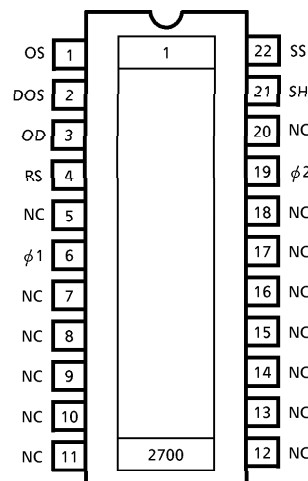 OS 1 1 22 SS
DOS 2 21 SH
OD 3 20 NC
RS 4 19 ϕ2
NC 5 18 NC
ϕ1 6 17 NC
NC 7 16 NC
NC 8 15 NC
NC 9 14 NC
NC 10 13 NC
NC 11 2700 12 NC